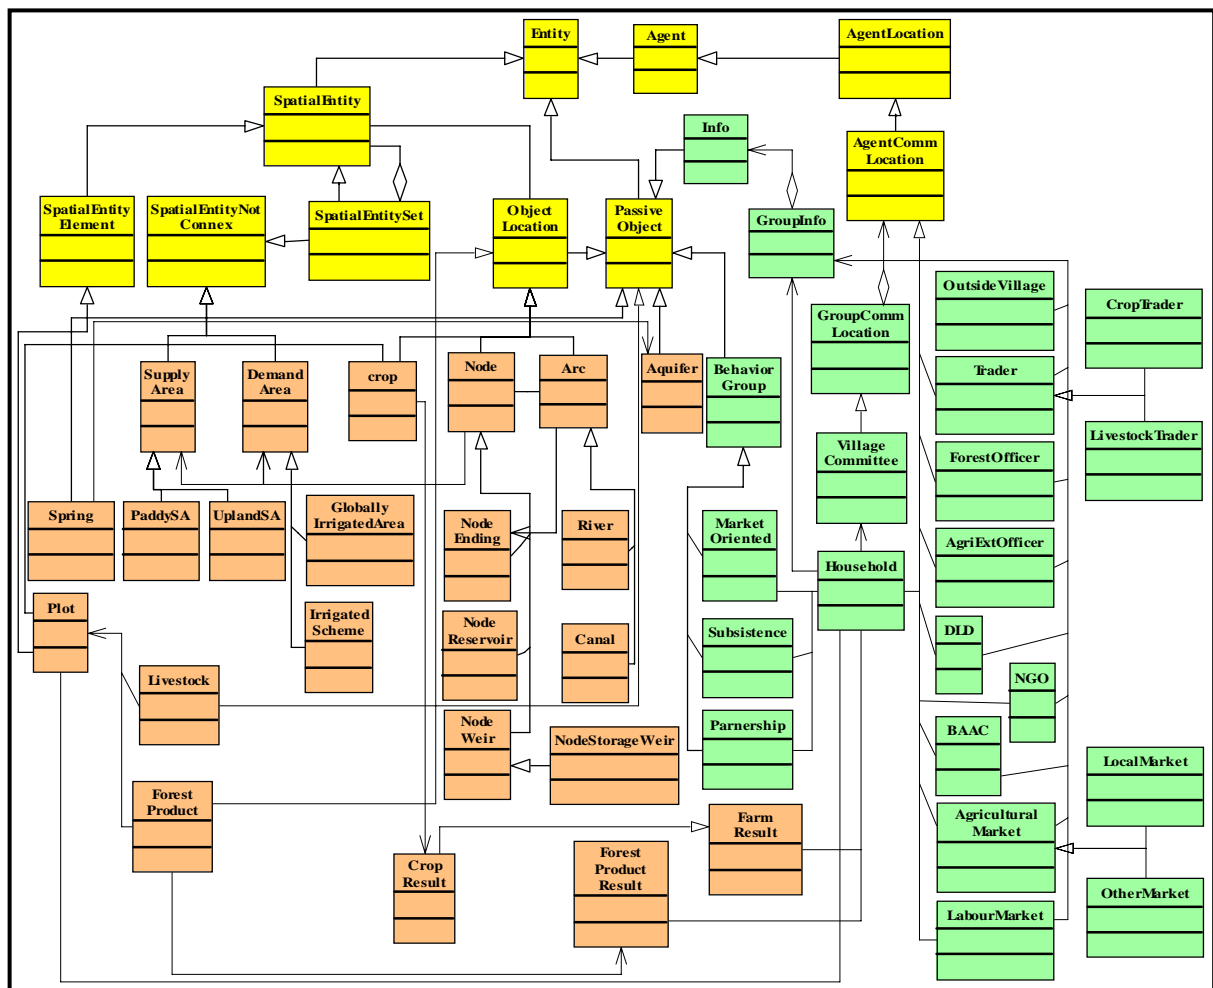 Entity
Agent
AgentLocation
SpatialEntity
Info
AgentComm
Location
SpatialEntity
Element
SpatialEntityNot
Connex
SpatialEntitySet
Object
Location
Passive
Object
GroupInfo
OutsideVillage
CropTrader
GroupComm
Location
Supply
Area
Demand
Area
crop
Node
Arc
Aquifer
Behavior
Group
Trader
LivestockTrader
Village
Committee
ForestOfficer
Spring
PaddySA
UplandSA
Globally
IrrigatedArea
Node
Ending
River
Market
Oriented
Household
AgriExtOfficer
Plot
Irrigated
Scheme
Node
Reservoir
Canal
Subsistence
DLD
Livestock
NGO
Node
Weir
NodeStorageWeir
Parnership
BAAC
LocalMarket
Forest
Product
Farm
Result
Agricultural
Market
Crop
Result
Forest
Product
Result
OtherMarket
LabourMarket